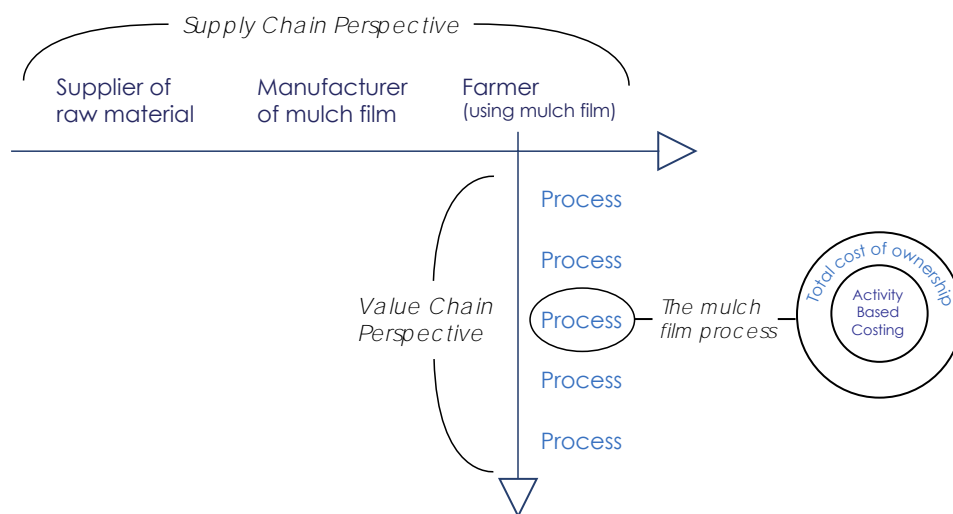 Supply Chain Perspective
Supplier of
raw material
Manufacturer
of mulch film
Farmer
(using mulch film)
Process
Process
Value Chain
Perspective
Process
The mulch
film process
Total cost of ownership
Activity
Based
Costing
Process
Process